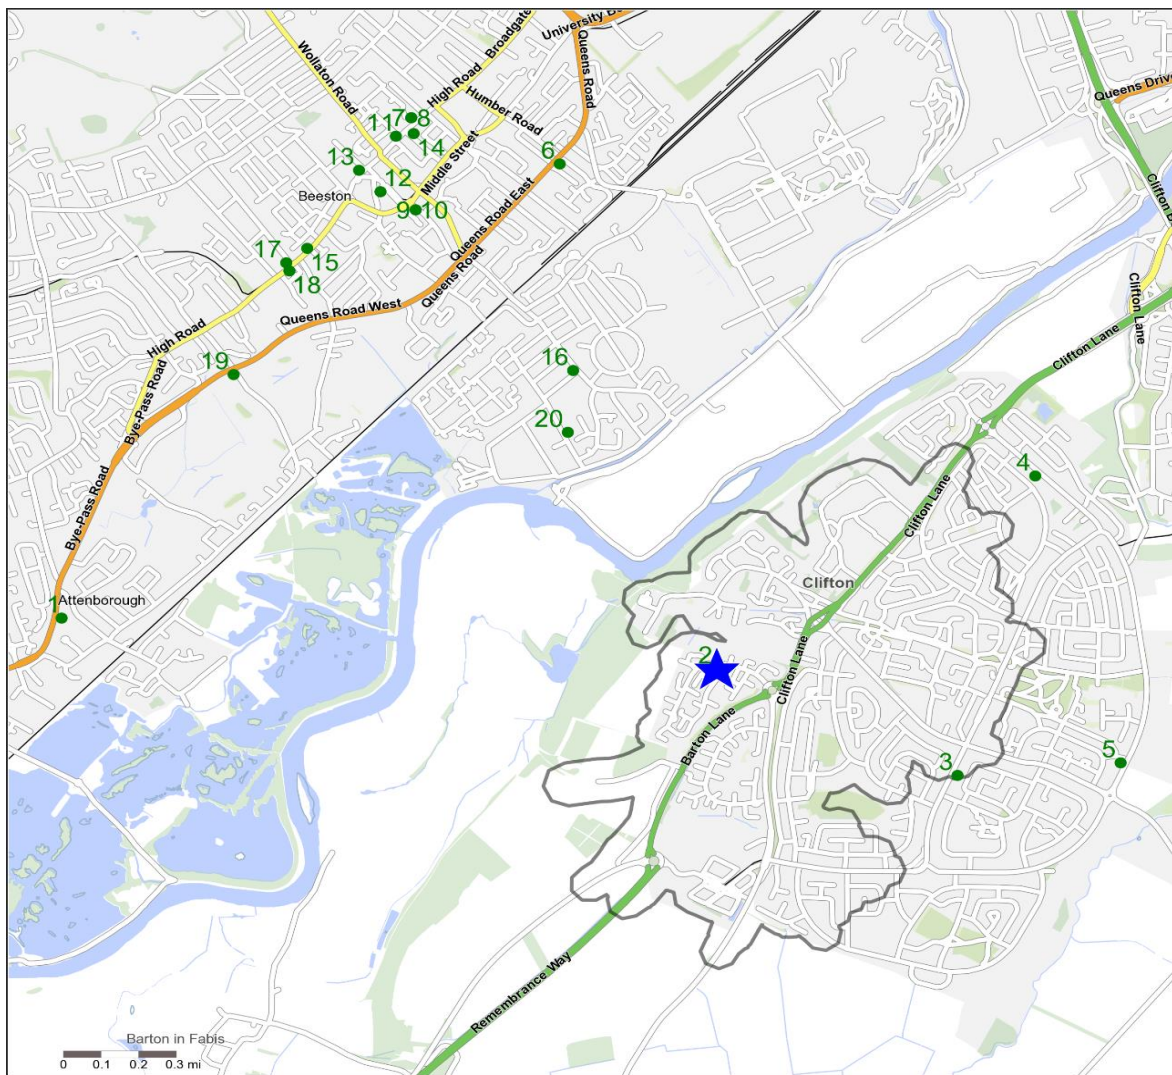 University Bo
Broadgate
High Road
Queens Road
Wollaton Road
Humber Road
Queens Driv
7
8
11
14
Middle Street
6
13
12
Beeston
9
10
Queens Road East
Queens Road
Clifton B
17
15
18
Queens Road West
High Road
Clifton Lane
Clifton Lane
16
19
Bye-Pass Road
20
Bye-Pass Road
4
Clifton Lane
Clifton
1
Attenborough
2
Clifton Lane
Barton Lane
3
5
Remembrance Way
Barton in Fabis
0 0.1 0.2 0.3 mi